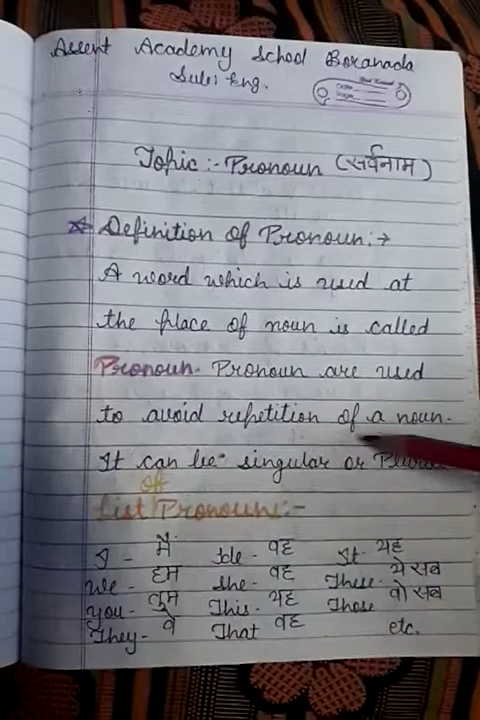 Ascent Academy School Boranada
Sub: Eng.
Topic :- Pronoun (सर्वनाम)
Definition of Pronoun :→
A word which is used at
the place of noun is called
Pronoun. Pronoun are used
to avoid repetition of a noun.
It can be singular or Plural
List of Pronoun :-
I - मैं He - वह It - यह
We - हम She - वह These - ये सब
You - तुम This - यह Those वो सब
They - वे That वह etc.